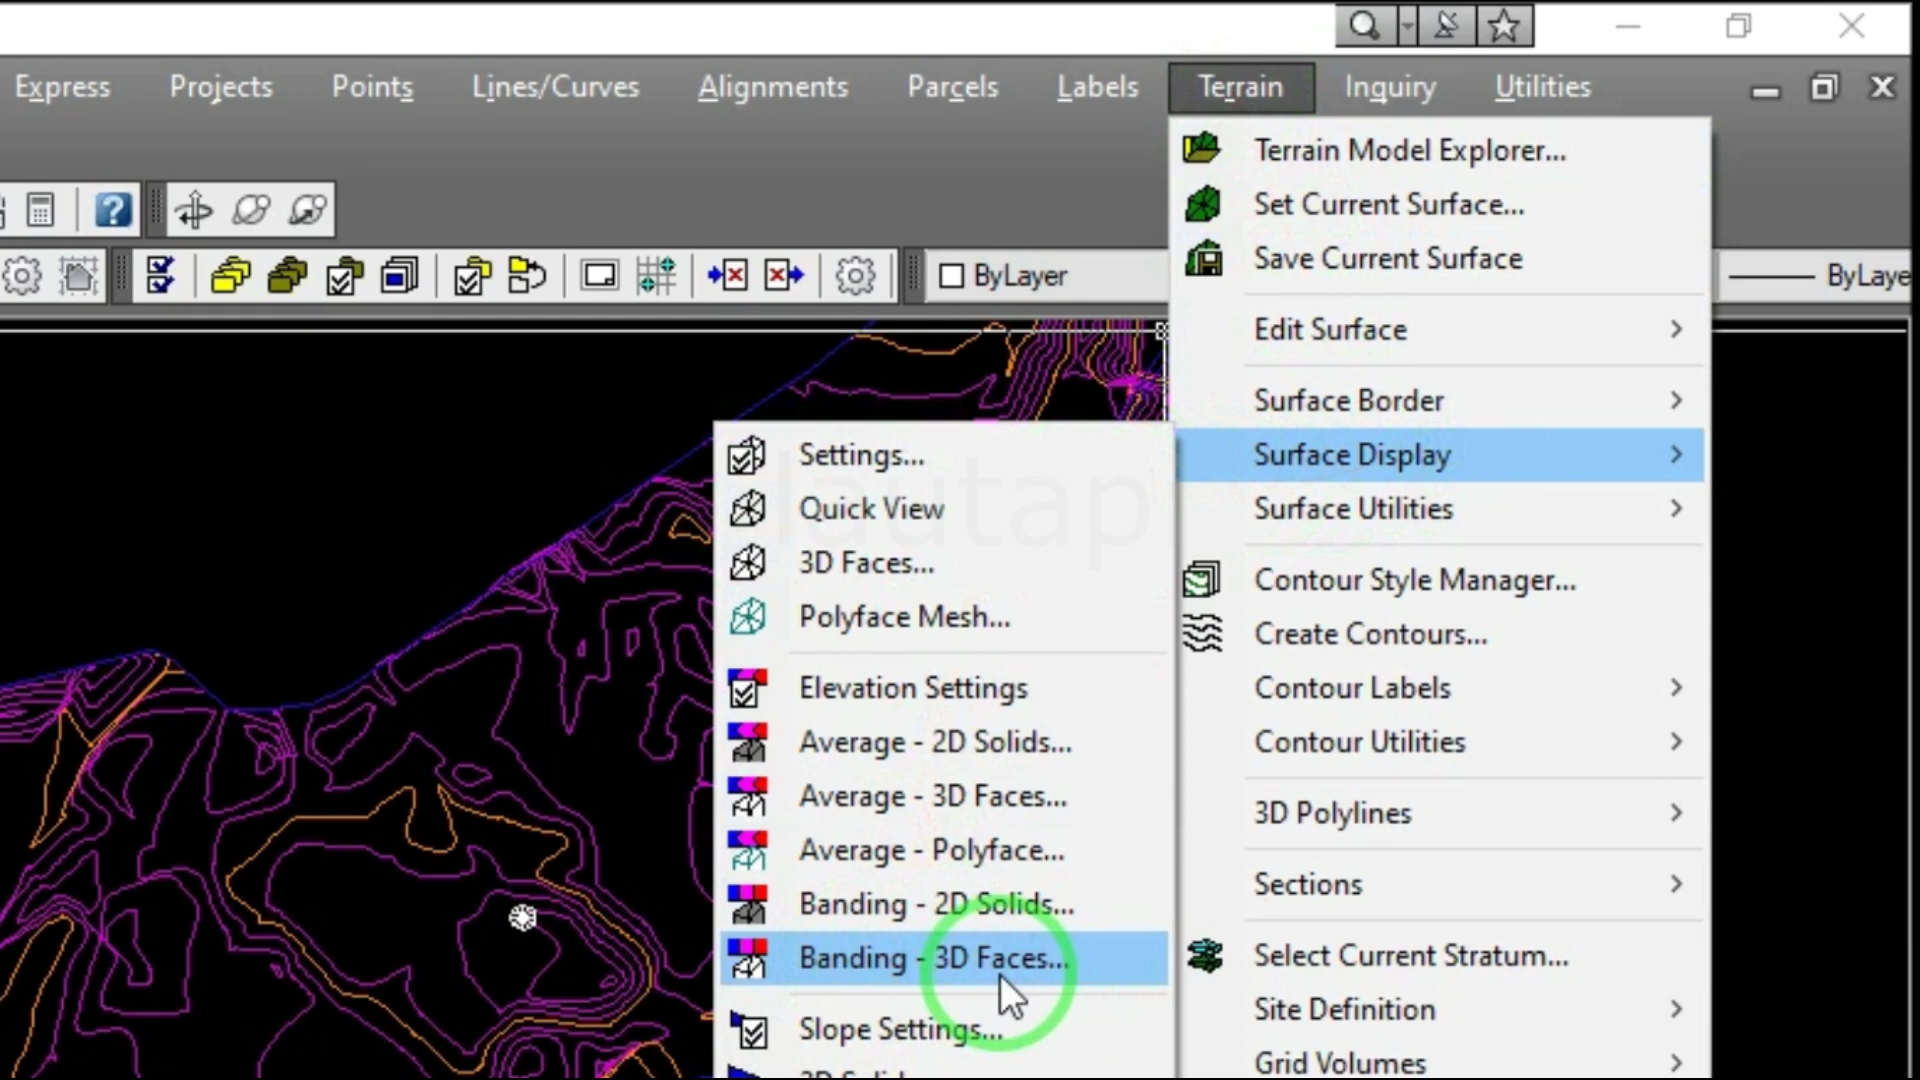 Express Projects Points Lines/Curves Alignments Parcels Labels Terrain Inquiry Utilities
ByLayer
ByLaye
Terrain Model Explorer...
Set Current Surface...
Save Current Surface
Edit Surface
Surface Border
Surface Display
Surface Utilities
Contour Style Manager...
Create Contours...
Contour Labels
Contour Utilities
3D Polylines
Sections
Select Current Stratum...
Site Definition
Grid Volumes
Settings...
Quick View
3D Faces...
Polyface Mesh...
Elevation Settings
Average - 2D Solids...
Average - 3D Faces...
Average - Polyface...
Banding - 2D Solids...
Banding - 3D Faces...
Slope Settings...